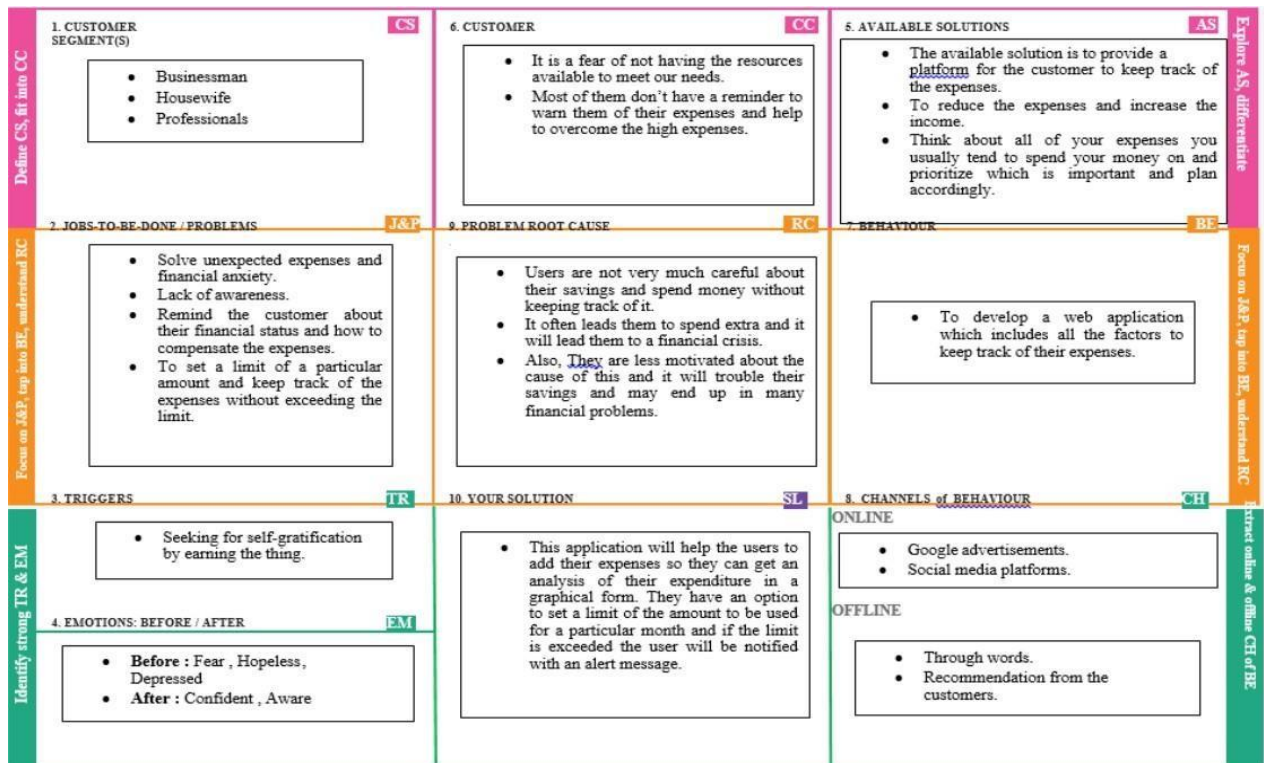 Define CS, fit into CC
1. CUSTOMER
SEGMENT(S)
CS
• Businessman
• Housewife
• Professionals
6. CUSTOMER
CC
• It is a fear of not having the resources
available to meet our needs.
• Most of them don't have a reminder to
warn them of their expenses and help
to overcome the high expenses.
5. AVAILABLE SOLUTIONS
AS
• The available solution is to provide a
platform for the customer to keep track of
the expenses.
• To reduce the expenses and increase the
income.
• Think about all of your expenses you
usually tend to spend your money on and
prioritize which is important and plan
accordingly.
Explore AS, differentiate
Focus on J&P, tap into BE, understand RC
2. JOBS-TO-BE-DONE / PROBLEMS
J&P
• Solve unexpected expenses and
financial anxiety.
• Lack of awareness.
• Remind the customer about
their financial status and how to
compensate the expenses.
• To set a limit of a particular
amount and keep track of the
expenses without exceeding the
limit.
9. PROBLEM ROOT CAUSE
RC
• Users are not very much careful about
their savings and spend money without
keeping track of it.
• It often leads them to spend extra and it
will lead them to a financial crisis.
• Also, They are less motivated about the
cause of this and it will trouble their
savings and may end up in many
financial problems.
7. BEHAVIOUR
BE
• To develop a web application
which includes all the factors to
keep track of their expenses.
Focus on J&P, tap into BE, understand RC
Identify strong TR & EM
3. TRIGGERS
TR
• Seeking for self-gratification
by earning the thing.
4. EMOTIONS: BEFORE / AFTER
EM
• Before : Fear , Hopeless,
Depressed
• After : Confident , Aware
10. YOUR SOLUTION
SL
• This application will help the users to
add their expenses so they can get an
analysis of their expenditure in a
graphical form. They have an option
to set a limit of the amount to be used
for a particular month and if the limit
is exceeded the user will be notified
with an alert message.
8. CHANNELS of BEHAVIOUR
CH
ONLINE
• Google advertisements.
• Social media platforms.
OFFLINE
• Through words.
• Recommendation from the
customers.
Extract online & offline CH of BE